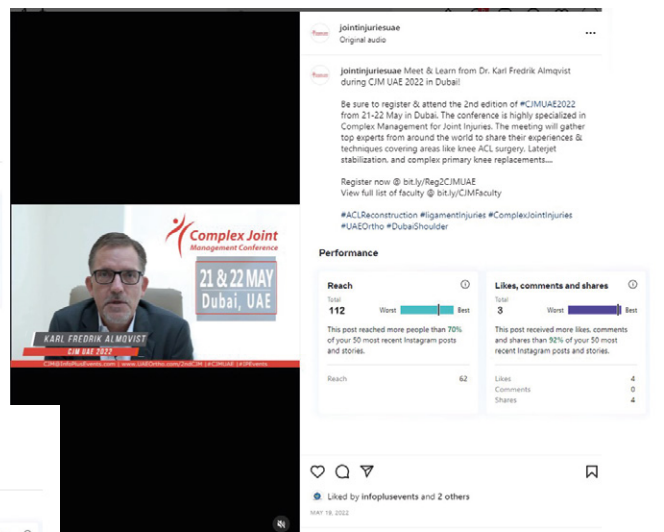 jointinjuriesuae
Original audio
jointinjuriesuae Meet & Learn from Dr. Karl Fredrik Almqvist
during CJM UAE 2022 in Dubai!
Be sure to register & attend the 2nd edition of #CJMUAE2022
from 21-22 May in Dubai. The conference is highly specialized in
Complex Management for Joint Injuries. The meeting will gather
top experts from around the world to share their experiences &
techniques covering areas like knee ACL surgery. Laterjet
stabilization, and complex primary knee replacements....
Register now @ bit.ly/Reg2CJMUAE
View full list of faculty @ bit.ly/CJMFaculty
#ACLReconstruction #ligamentInjuries #ComplexJointInjuries
#UAEOrtho #DubaiShoulder
Complex Joint
Management Conference
21 & 22 MAY
Dubai, UAE
KARL FREDRIK ALMQVIST
CJM UAE 2022
CJM@InfoPlusEvents.com | www.UAEOrtho.com/2ndCJM | #CJMUAE | #IPEvents
Performance
Reach
Total
112
Worst
Best
This post reached more people than 70%
of your 50 most recent Instagram posts
and stories.
Reach 62
Likes, comments and shares
Total
3
Worst
Best
This post received more likes, comments
and shares than 92% of your 50 most
recent Instagram posts and stories.
Likes 4
Comments 0
Shares 4
Liked by infoplusevents and 2 others
MAY 19, 2022